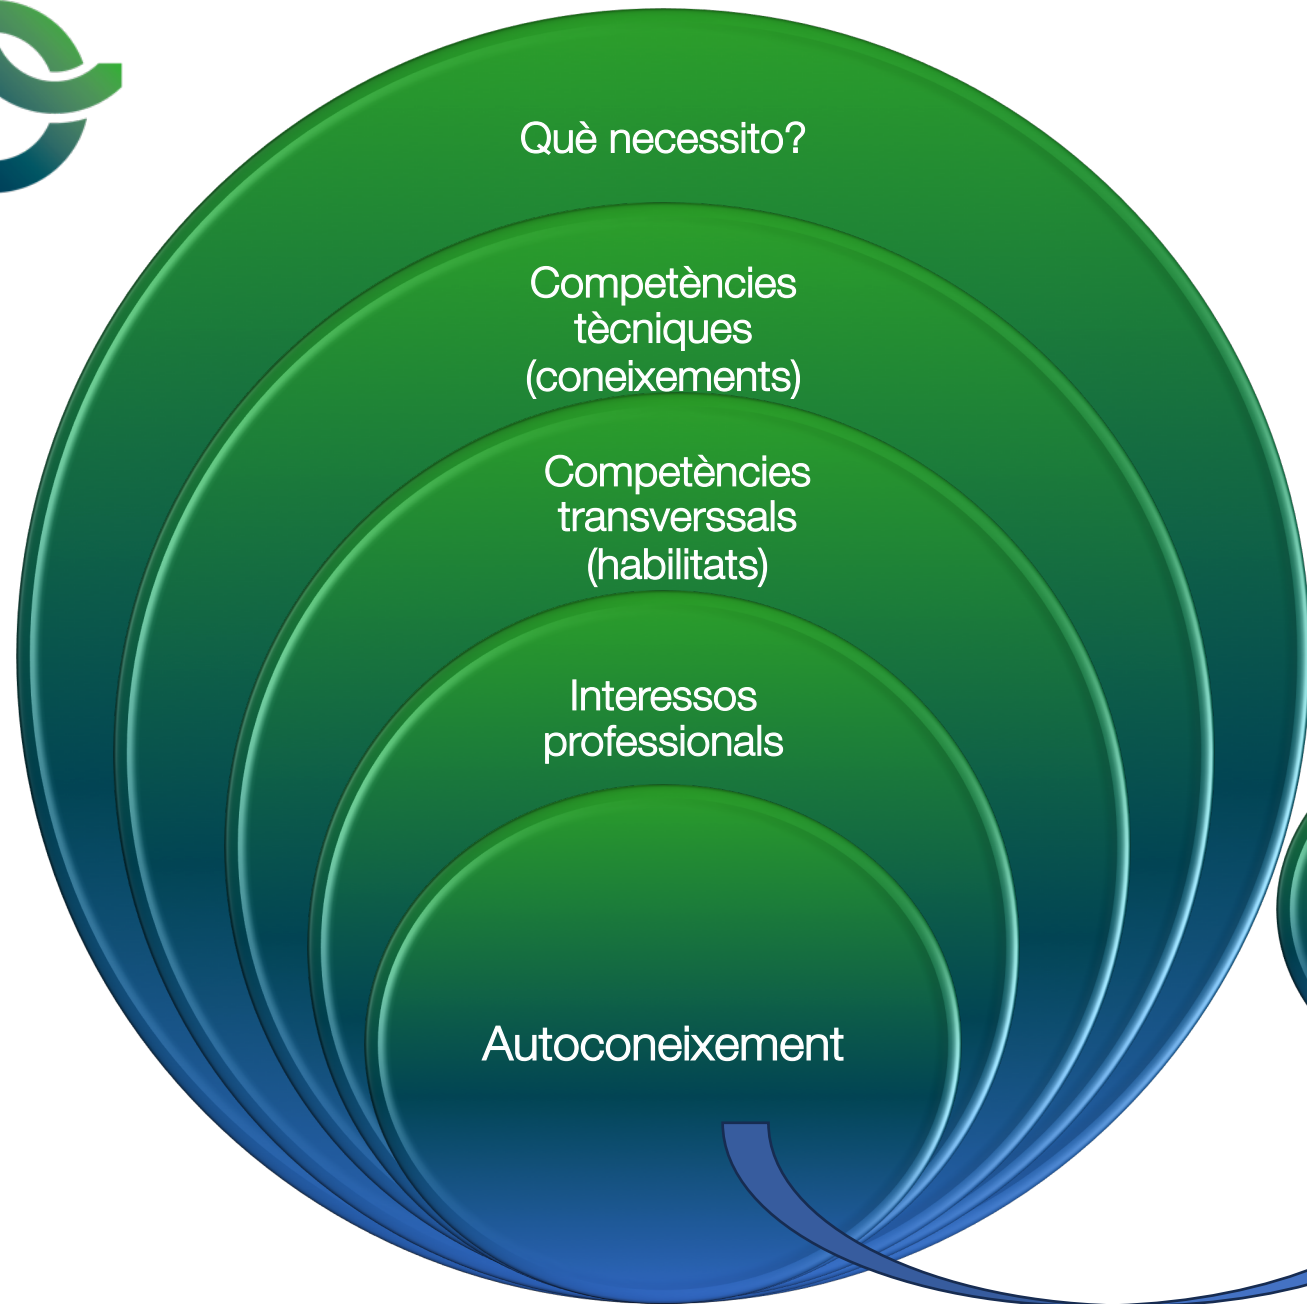 Què necessito?
Competències
tècniques
(coneixements)
Competències
transverssals
(habilitats)
Interessos
professionals
Autoconeixement